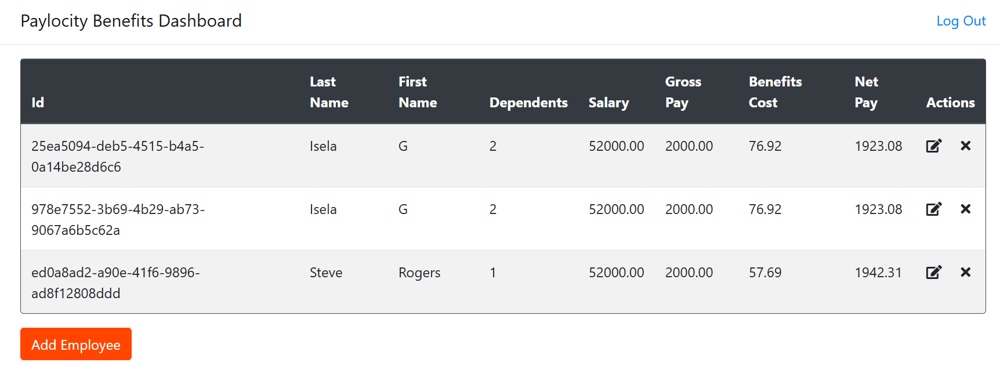 Paylocity Benefits Dashboard
Log Out
Id Last Name First Name Dependents Salary Gross Pay Benefits Cost Net Pay Actions
25ea5094-deb5-4515-b4a5-
0a14be28d6c6
Isela G 2 52000.00 2000.00 76.92 1923.08
978e7552-3b69-4b29-ab73-
9067a6b5c62a
Isela G 2 52000.00 2000.00 76.92 1923.08
ed0a8ad2-a90e-41f6-9896-
ad8f12808ddd
Steve Rogers 1 52000.00 2000.00 57.69 1942.31
Add Employee